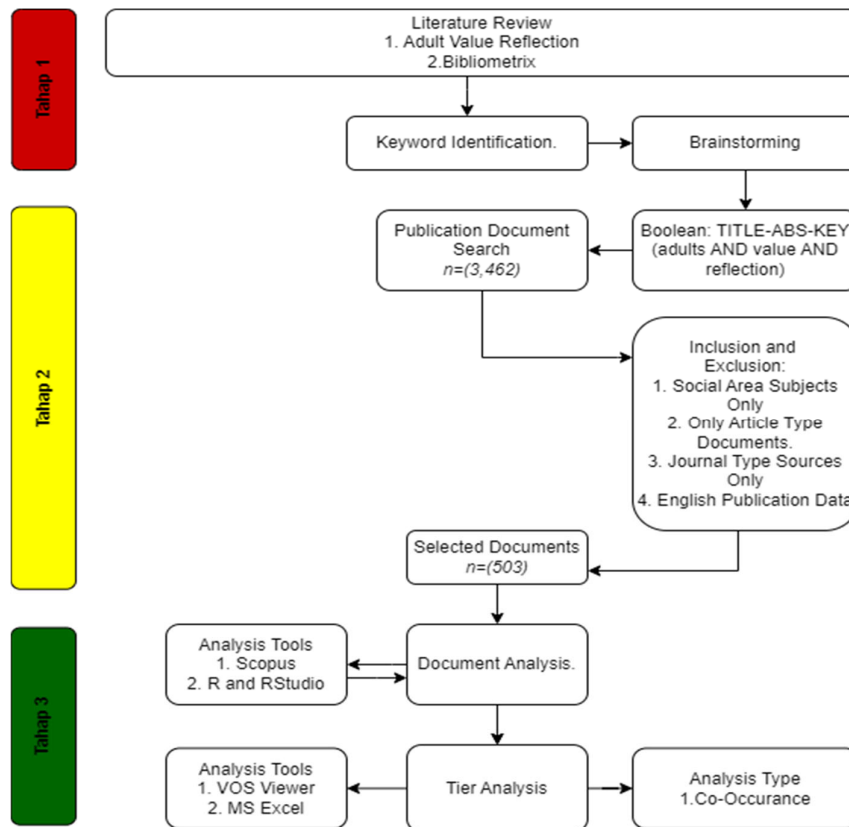 Tahap 1
Literature Review
1. Adult Value Reflection
2.Bibliometrix
Keyword Identification.
Brainstorming
Tahap 2
Publication Document
Search
n=(3,462)
Boolean: TITLE-ABS-KEY
(adults AND value AND
reflection)
Inclusion and
Exclusion:
1. Social Area Subjects
Only
2. Only Article Type
Documents.
3. Journal Type Sources
Only
4. English Publication Data
Selected Documents
n=(503)
Tahap 3
Analysis Tools
1. Scopus
2. R and RStudio
Document Analysis.
Analysis Tools
1. VOS Viewer
2. MS Excel
Tier Analysis
Analysis Type
1.Co-Occurance